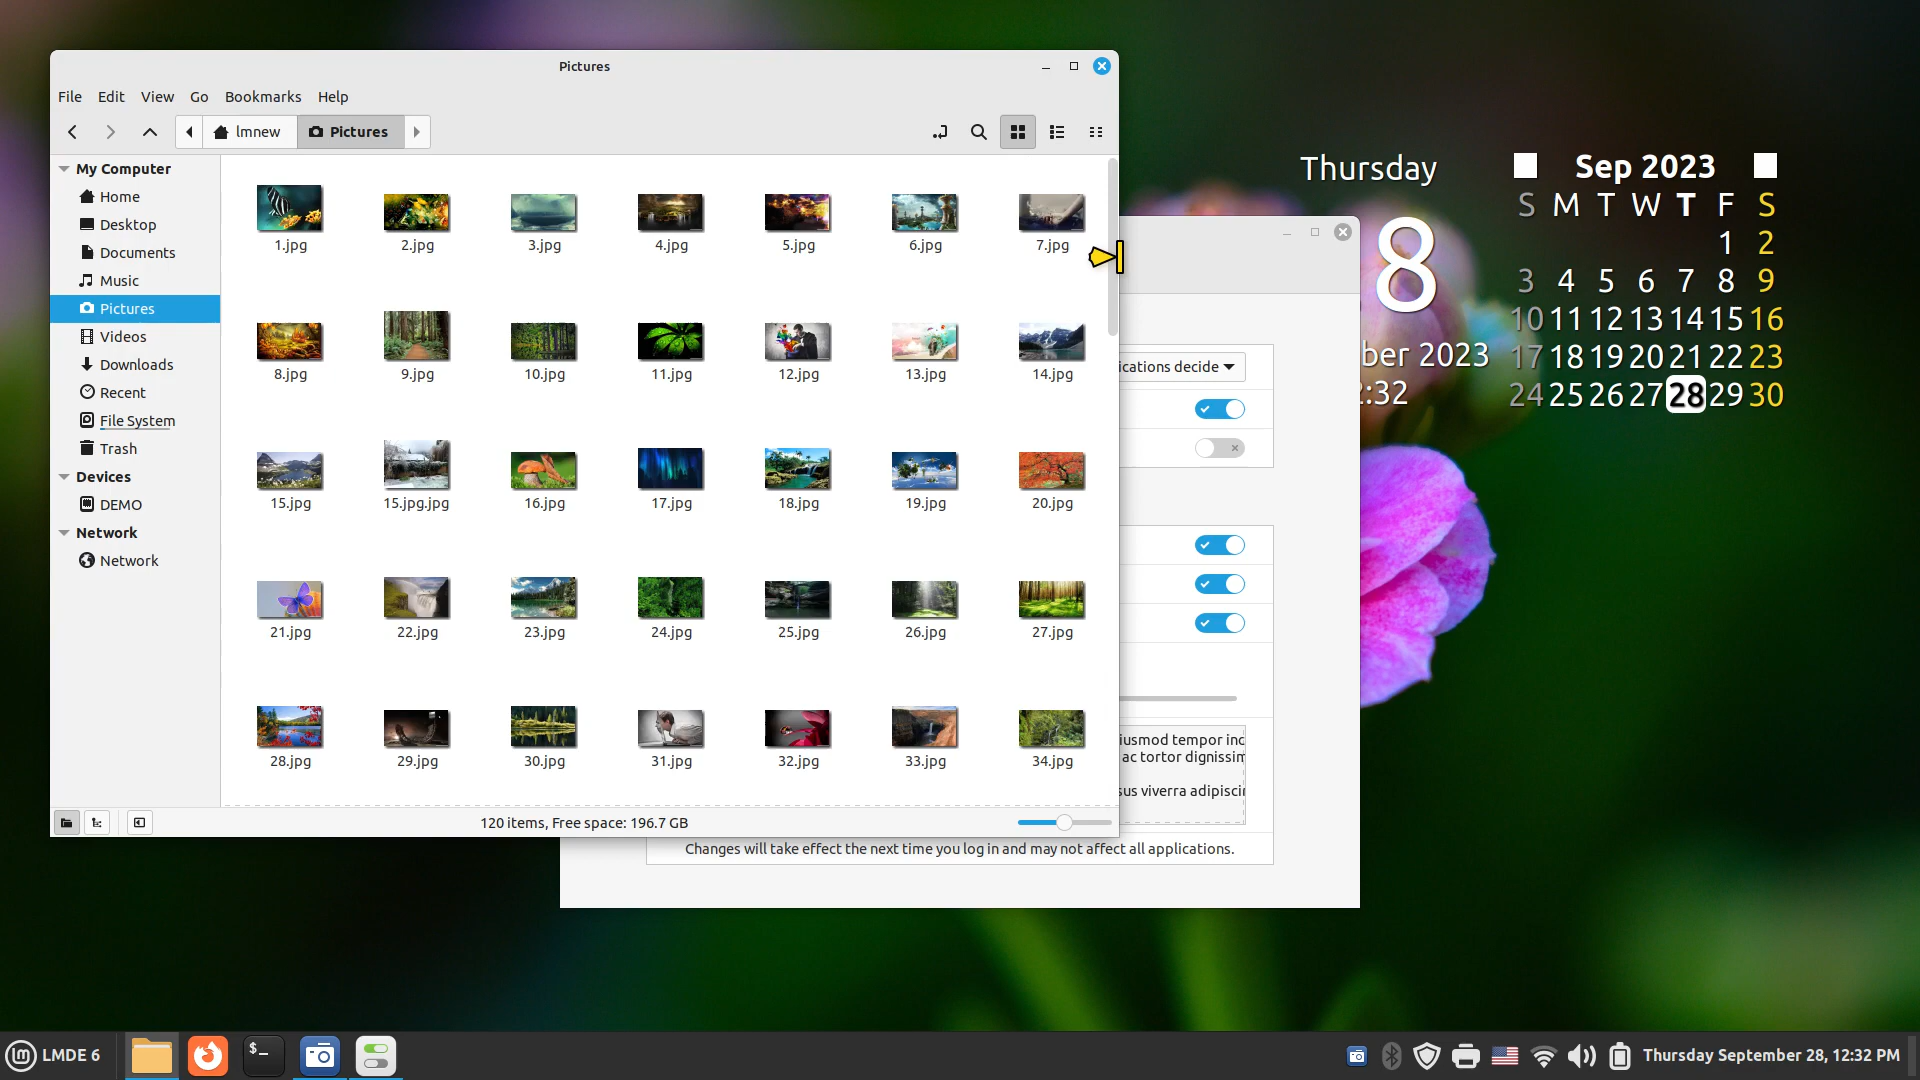 Pictures
File Edit View Go Bookmarks Help
lmnew Pictures
My Computer
Home
Desktop
Documents
Music
Pictures
Videos
Downloads
Recent
File System
Trash
Devices
DEMO
Network
Network
1.jpg 2.jpg 3.jpg 4.jpg 5.jpg 6.jpg 7.jpg
8.jpg 9.jpg 10.jpg 11.jpg 12.jpg 13.jpg 14.jpg
15.jpg 15.jpg.jpg 16.jpg 17.jpg 18.jpg 19.jpg 20.jpg
21.jpg 22.jpg 23.jpg 24.jpg 25.jpg 26.jpg 27.jpg
28.jpg 29.jpg 30.jpg 31.jpg 32.jpg 33.jpg 34.jpg
120 items, Free space: 196.7 GB
ications decide
iusmod tempor inc
ac tortor dignissim
sus viverra adipiscin
Changes will take effect the next time you log in and may not affect all applications.
Thursday
8
ber 2023
:32
Sep 2023
S M T W T F S
1 2
3 4 5 6 7 8 9
10 11 12 13 14 15 16
17 18 19 20 21 22 23
24 25 26 27 28 29 30
lm LMDE 6
$_
Thursday September 28, 12:32 PM